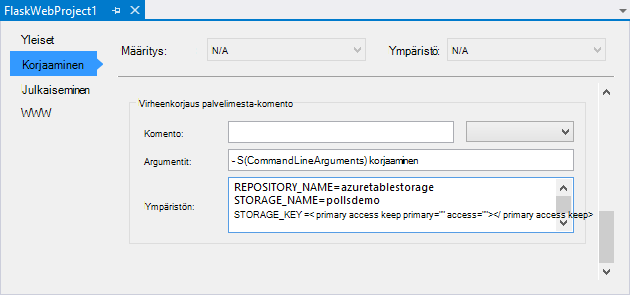 FlaskWebProject1
Yleiset
Korjaaminen
Julkaiseminen
WWW
Määritys: N/A Ympäristö: N/A
Virheenkorjaus palvelimesta-komento
Komento:
Argumentit: - S(CommandLineArguments) korjaaminen
Ympäristön: REPOSITORY_NAME=azuretablestorage
STORAGE_NAME=pollsdemo
STORAGE_KEY =< primary access keep primary="" access=""></ primary access keep>